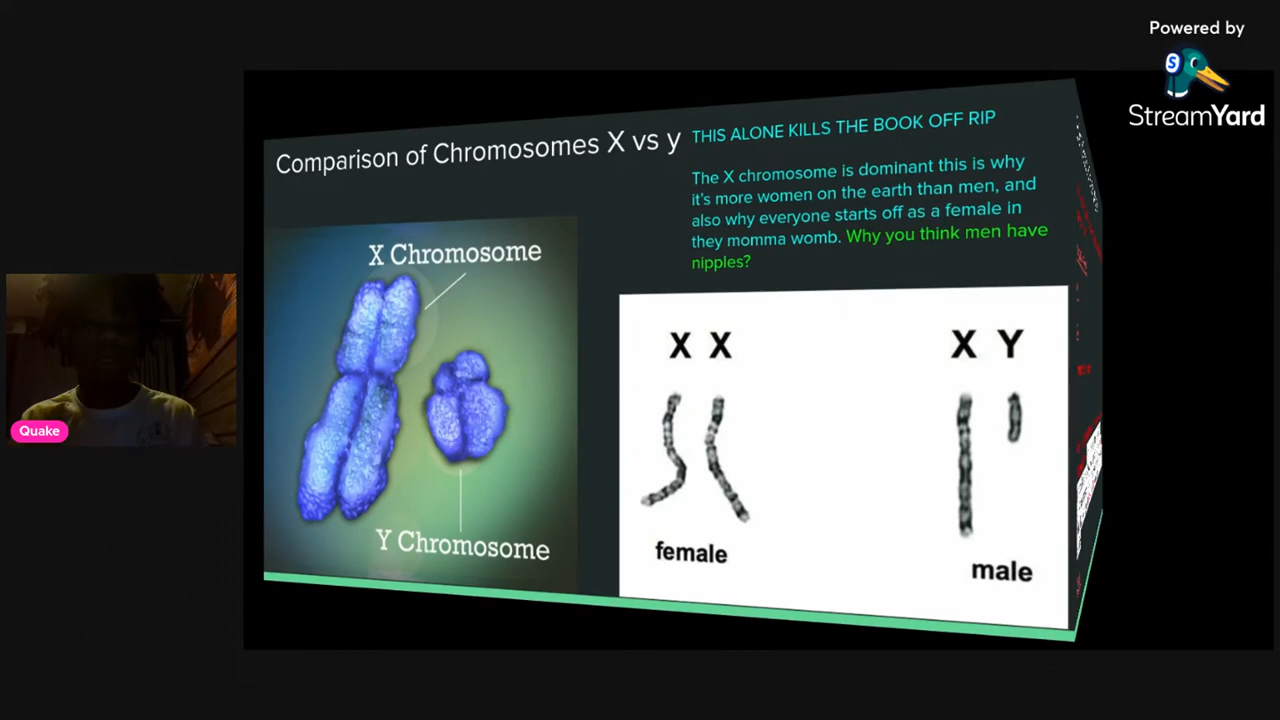 Powered by
S
StreamYard
Comparison of Chromosomes X vs y
THIS ALONE KILLS THE BOOK OFF RIP
The X chromosome is dominant this is why
it's more women on the earth than men, and
also why everyone starts off as a female in
they momma womb. Why you think men have
nipples?
X Chromosome
Y Chromosome
X X
X Y
female
male
Quake